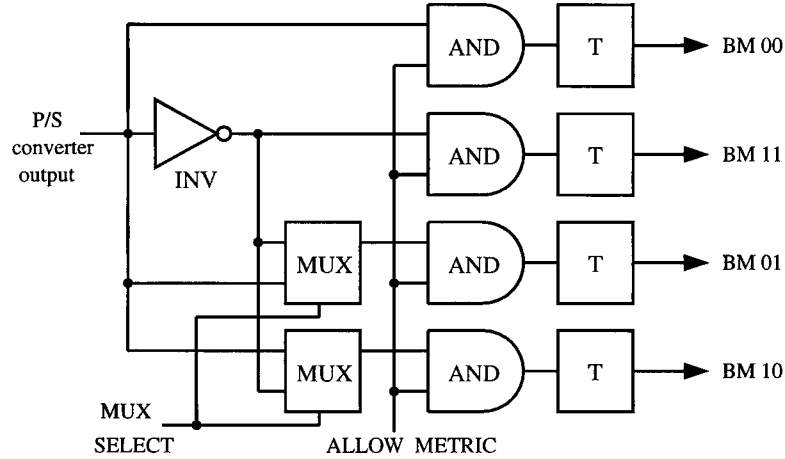 AND T BM 00
P/S
converter
output
INV
AND T BM 11
MUX AND T BM 01
MUX AND T BM 10
MUX
SELECT
ALLOW METRIC